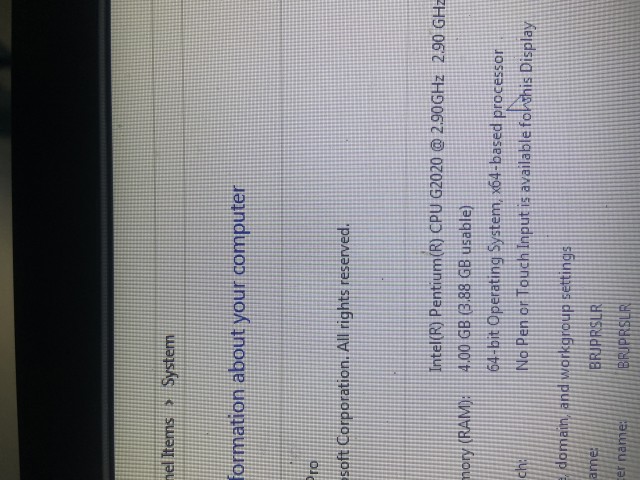 nel Items > System
formation about your computer
Pro
soft Corporation. All rights reserved.
Intel(R) Pentium(R) CPU G2020 @ 2.90GHz 2.90 GHz
mory (RAM): 4.00 GB (3.88 GB usable)
64-bit Operating System, x64-based processor
ch: No Pen or Touch Input is available for this Display
, domain, and workgroup settings
ame: BRJPRSLR
er name: BRJPRSLR